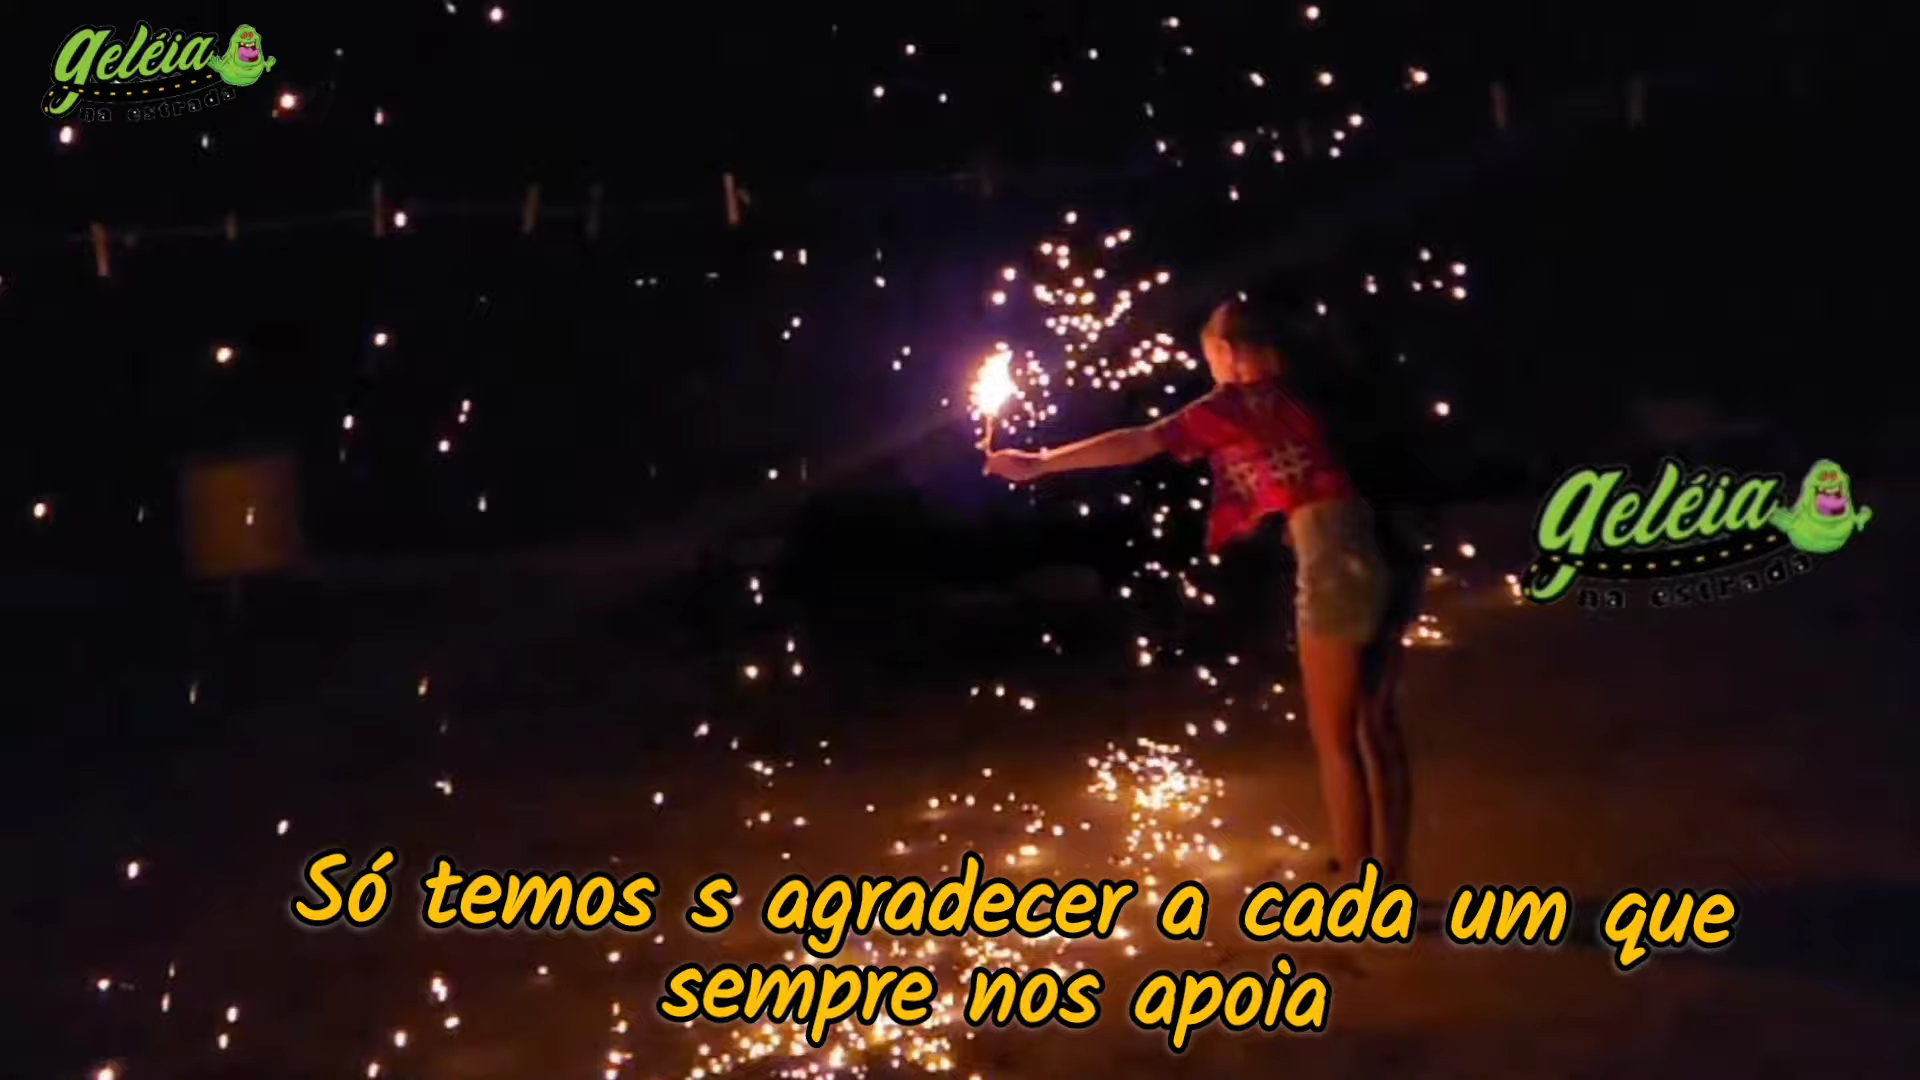 geléia
na estrada
geléia
na estrada
Só temos s agradecer a cada um que
sempre nos apoia